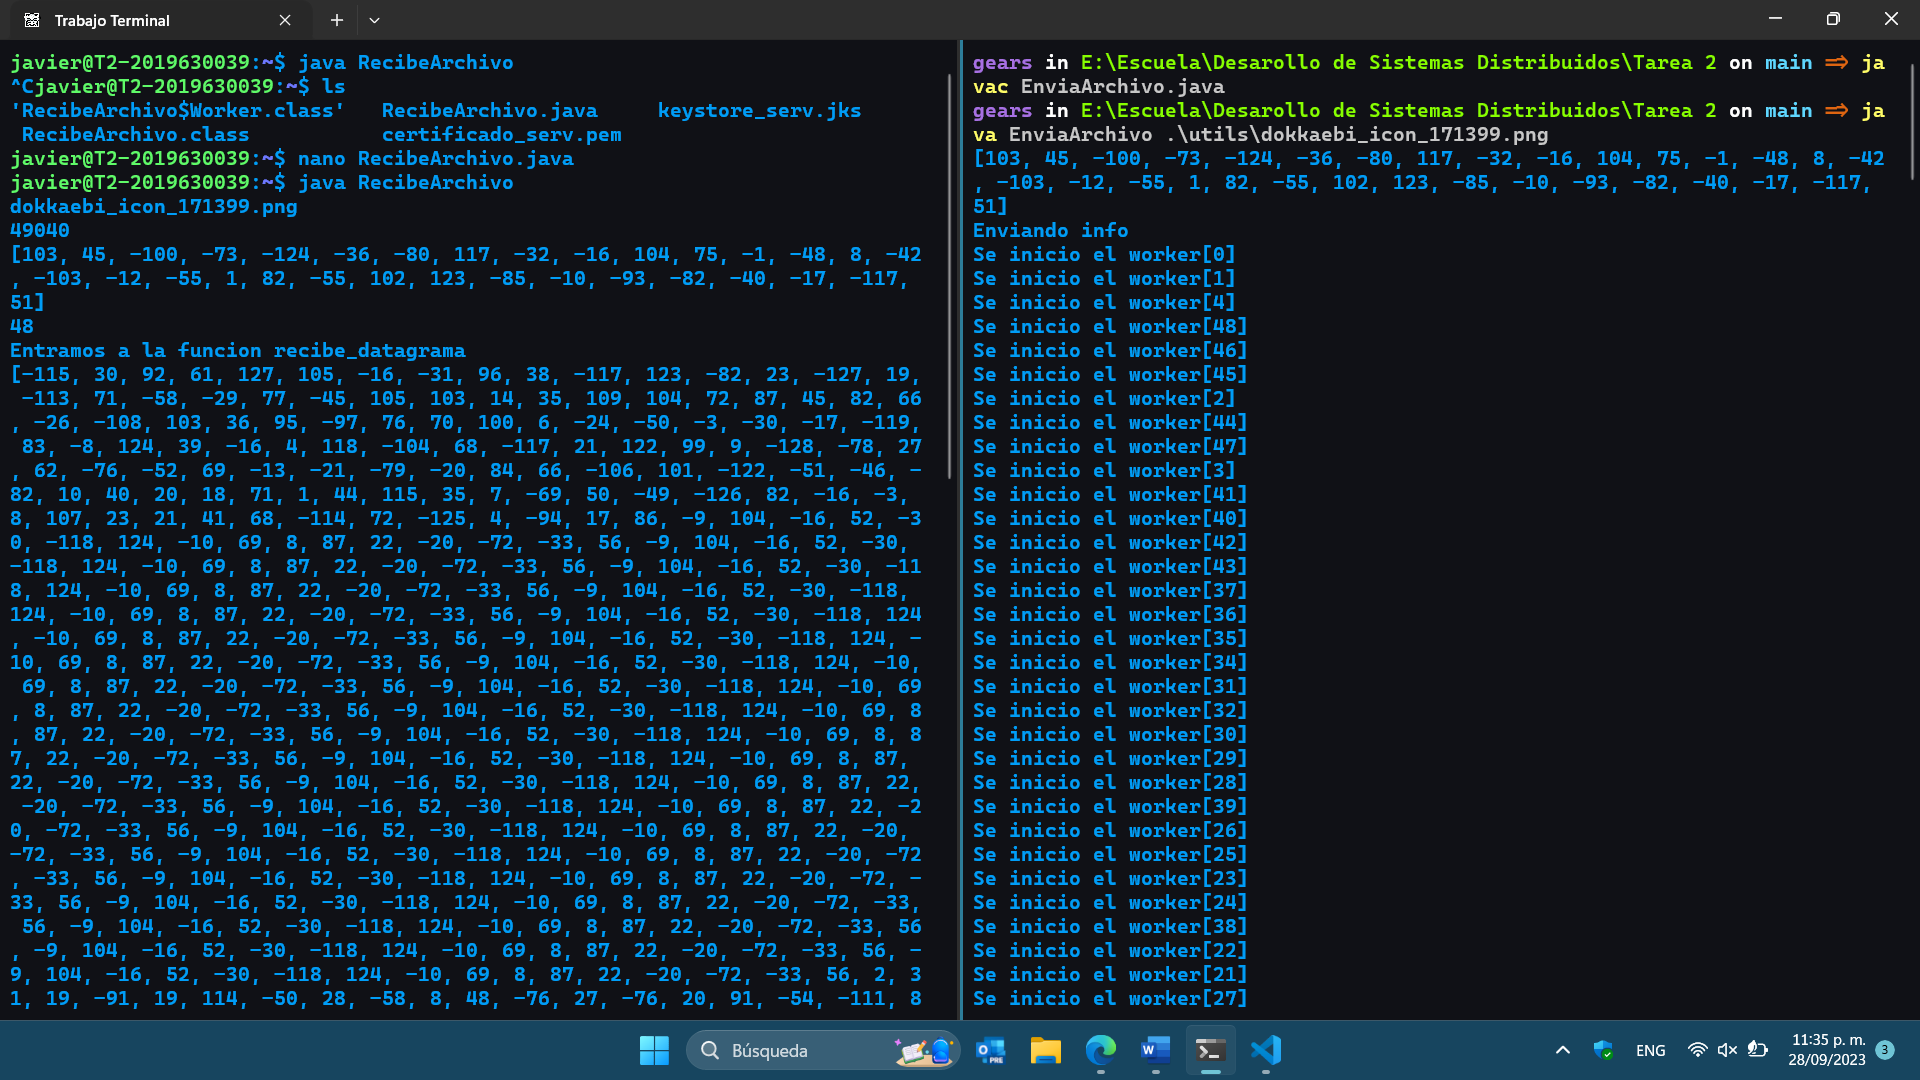 Trabajo Terminal
javier@T2-2019630039:~$ java RecibeArchivo
^Cjavier@T2-2019630039:~$ ls
'RecibeArchivo$Worker.class'   RecibeArchivo.java     keystore_serv.jks
RecibeArchivo.class           certificado_serv.pem
javier@T2-2019630039:~$ nano RecibeArchivo.java
javier@T2-2019630039:~$ java RecibeArchivo
dokkaebi_icon_171399.png
49040
[103, 45, -100, -73, -124, -36, -80, 117, -32, -16, 104, 75, -1, -48, 8, -42
, -103, -12, -55, 1, 82, -55, 102, 123, -85, -10, -93, -82, -40, -17, -117,
51]
48
Entramos a la funcion recibe_datagrama
[-115, 30, 92, 61, 127, 105, -16, -31, 96, 38, -117, 123, -82, 23, -127, 19,
-113, 71, -58, -29, 77, -45, 105, 103, 14, 35, 109, 104, 72, 87, 45, 82, 66
, -26, -108, 103, 36, 95, -97, 76, 70, 100, 6, -24, -50, -3, -30, -17, -119,
83, -8, 124, 39, -16, 4, 118, -104, 68, -117, 21, 122, 99, 9, -128, -78, 27
, 62, -76, -52, 69, -13, -21, -79, -20, 84, 66, -106, 101, -122, -51, -46, -
82, 10, 40, 20, 18, 71, 1, 44, 115, 35, 7, -69, 50, -49, -126, 82, -16, -3,
8, 107, 23, 21, 41, 68, -114, 72, -125, 4, -94, 17, 86, -9, 104, -16, 52, -3
0, -118, 124, -10, 69, 8, 87, 22, -20, -72, -33, 56, -9, 104, -16, 52, -30,
-118, 124, -10, 69, 8, 87, 22, -20, -72, -33, 56, -9, 104, -16, 52, -30, -11
8, 124, -10, 69, 8, 87, 22, -20, -72, -33, 56, -9, 104, -16, 52, -30, -118,
124, -10, 69, 8, 87, 22, -20, -72, -33, 56, -9, 104, -16, 52, -30, -118, 124
, -10, 69, 8, 87, 22, -20, -72, -33, 56, -9, 104, -16, 52, -30, -118, 124, -
10, 69, 8, 87, 22, -20, -72, -33, 56, -9, 104, -16, 52, -30, -118, 124, -10,
69, 8, 87, 22, -20, -72, -33, 56, -9, 104, -16, 52, -30, -118, 124, -10, 69
, 8, 87, 22, -20, -72, -33, 56, -9, 104, -16, 52, -30, -118, 124, -10, 69, 8
, 87, 22, -20, -72, -33, 56, -9, 104, -16, 52, -30, -118, 124, -10, 69, 8, 8
7, 22, -20, -72, -33, 56, -9, 104, -16, 52, -30, -118, 124, -10, 69, 8, 87,
22, -20, -72, -33, 56, -9, 104, -16, 52, -30, -118, 124, -10, 69, 8, 87, 22,
-20, -72, -33, 56, -9, 104, -16, 52, -30, -118, 124, -10, 69, 8, 87, 22, -2
0, -72, -33, 56, -9, 104, -16, 52, -30, -118, 124, -10, 69, 8, 87, 22, -20,
-72, -33, 56, -9, 104, -16, 52, -30, -118, 124, -10, 69, 8, 87, 22, -20, -72
, -33, 56, -9, 104, -16, 52, -30, -118, 124, -10, 69, 8, 87, 22, -20, -72, -
33, 56, -9, 104, -16, 52, -30, -118, 124, -10, 69, 8, 87, 22, -20, -72, -33,
56, -9, 104, -16, 52, -30, -118, 124, -10, 69, 8, 87, 22, -20, -72, -33, 56
, -9, 104, -16, 52, -30, -118, 124, -10, 69, 8, 87, 22, -20, -72, -33, 56, -
9, 104, -16, 52, -30, -118, 124, -10, 69, 8, 87, 22, -20, -72, -33, 56, 2, 3
1, 19, -91, 19, 114, -50, 28, -58, 8, 48, -76, 27, -76, 20, 91, -54, -111, 8
gears in E:\Escuela\Desarollo de Sistemas Distribuidos\Tarea 2 on main ⇒ ja
vac EnviaArchivo.java
gears in E:\Escuela\Desarollo de Sistemas Distribuidos\Tarea 2 on main ⇒ ja
va EnviaArchivo .\utils\dokkaebi_icon_171399.png
[103, 45, -100, -73, -124, -36, -80, 117, -32, -16, 104, 75, -1, -48, 8, -42
, -103, -12, -55, 1, 82, -55, 102, 123, -85, -10, -93, -82, -40, -17, -117,
51]
Enviando info
Se inicio el worker[0]
Se inicio el worker[1]
Se inicio el worker[4]
Se inicio el worker[48]
Se inicio el worker[46]
Se inicio el worker[45]
Se inicio el worker[2]
Se inicio el worker[44]
Se inicio el worker[47]
Se inicio el worker[3]
Se inicio el worker[41]
Se inicio el worker[40]
Se inicio el worker[42]
Se inicio el worker[43]
Se inicio el worker[37]
Se inicio el worker[36]
Se inicio el worker[35]
Se inicio el worker[34]
Se inicio el worker[31]
Se inicio el worker[32]
Se inicio el worker[30]
Se inicio el worker[29]
Se inicio el worker[28]
Se inicio el worker[39]
Se inicio el worker[26]
Se inicio el worker[25]
Se inicio el worker[23]
Se inicio el worker[24]
Se inicio el worker[38]
Se inicio el worker[22]
Se inicio el worker[21]
Se inicio el worker[27]
Búsqueda
ENG
11:35 p. m.
28/09/2023
3